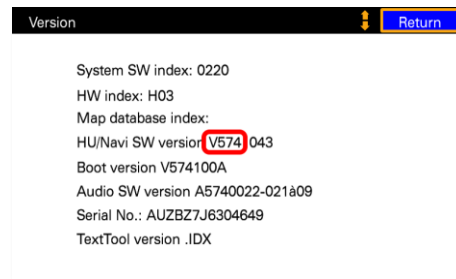 Version
Return
System SW index: 0220
HW index: H03
Map database index:
HU/Navi SW version V574 043
Boot version V574100A
Audio SW version A5740022-021à09
Serial No.: AUZBZ7J6304649
TextTool version .IDX